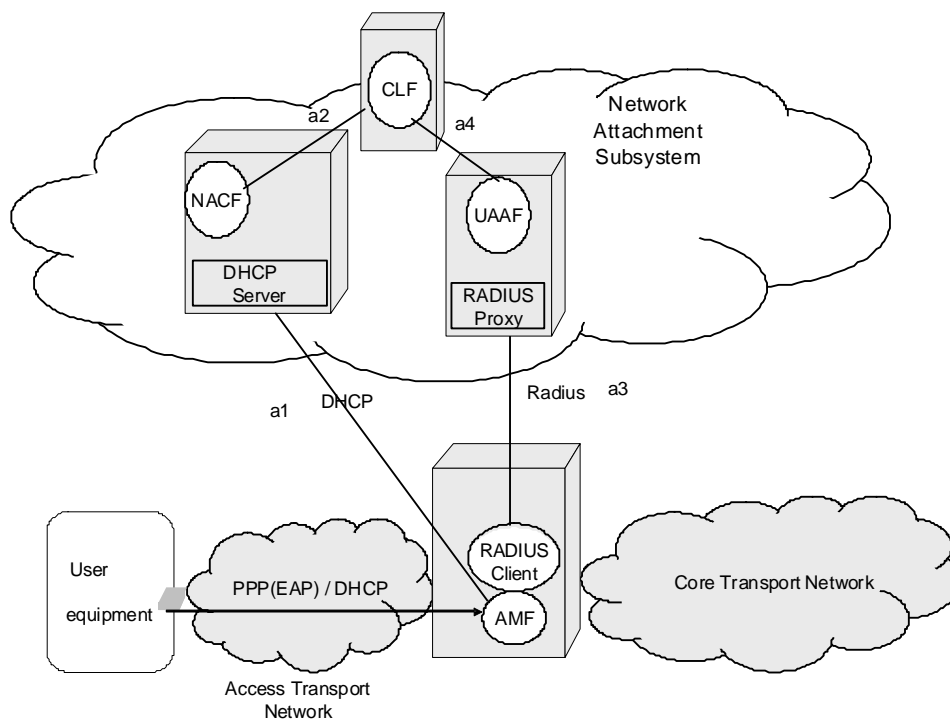 CLF
Network
Attachment
Subsystem
a2
a4
NACF
UAAF
DHCP
Server
RADIUS
Proxy
a1
DHCP
Radius
a3
RADIUS
Client
AMF
User
equipment
PPP(EAP) / DHCP
Core Transport Network
Access Transport
Network